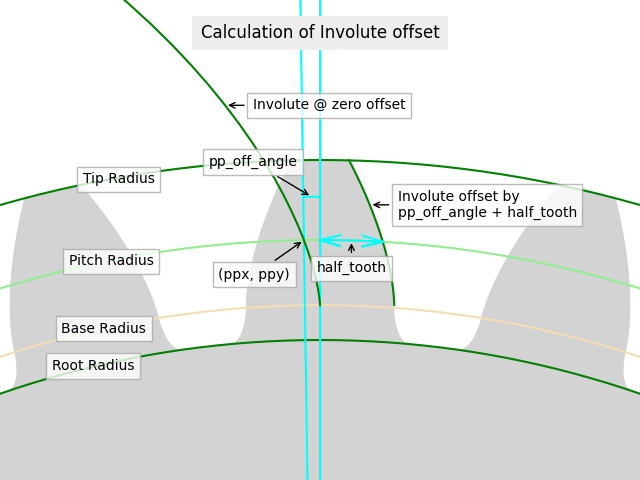 Calculation of Involute offset
Involute @ zero offset
pp_off_angle
Tip Radius
Involute offset by
pp_off_angle + half_tooth
Pitch Radius
(ppx, ppy)
half_tooth
Base Radius
Root Radius